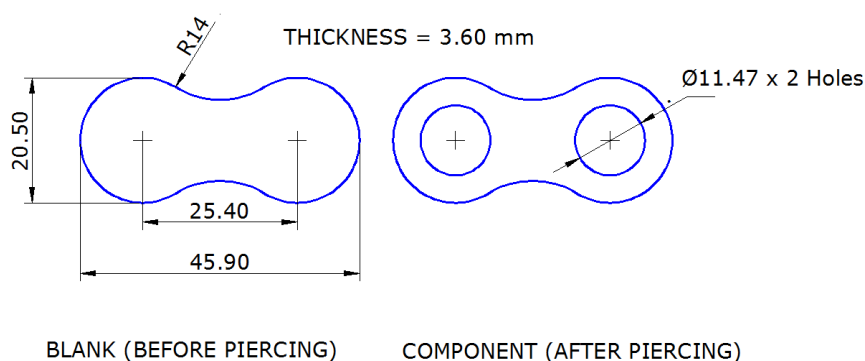 R14
THICKNESS = 3.60 mm
Ø11.47 x 2 Holes
20.50
25.40
45.90
BLANK (BEFORE PIERCING)
COMPONENT (AFTER PIERCING)